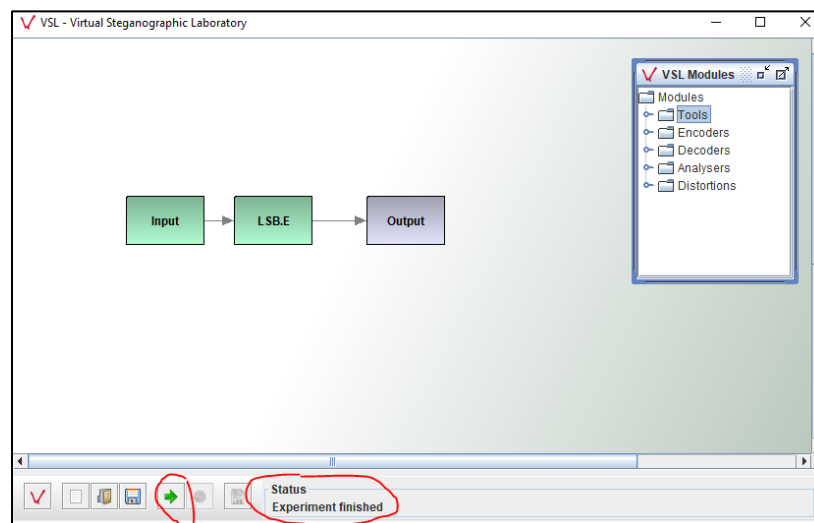 VSL - Virtual Steganographic Laboratory
VSL Modules
Modules
Tools
Encoders
Decoders
Analysers
Distortions
Input
LSB.E
Output
Status
Experiment finished